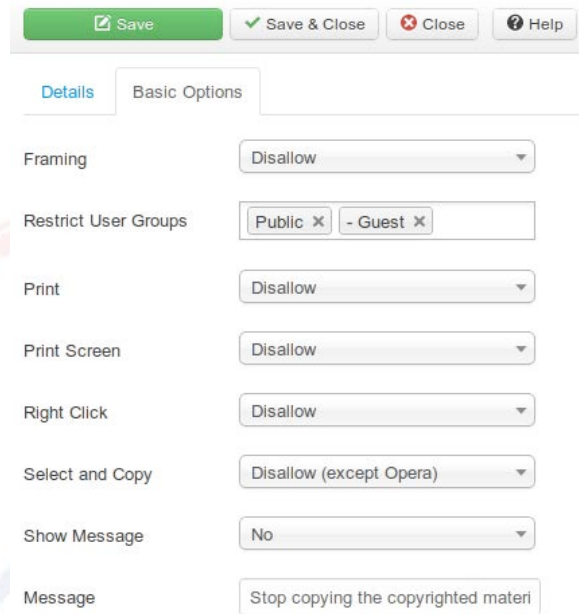 Save Save & Close Close Help
Details Basic Options
Framing Disallow
Restrict User Groups Public × - Guest ×
Print Disallow
Print Screen Disallow
Right Click Disallow
Select and Copy Disallow (except Opera)
Show Message No
Message Stop copying the copyrighted materi